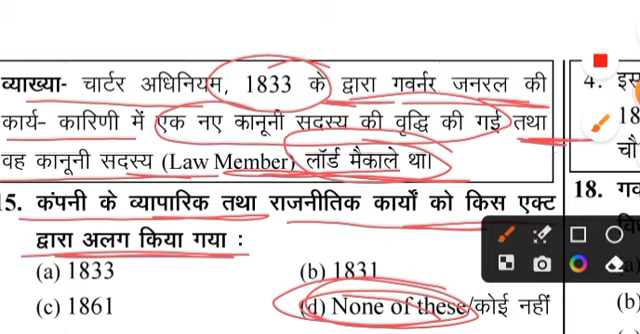 व्याख्या- चार्टर अधिनियम, 1833 के द्वारा गवर्नर जनरल की
कार्य- कारिणी में एक नए कानूनी सदस्य की वृद्धि की गई तथा
वह कानूनी सदस्य (Law Member) लॉर्ड मैकाले था।
15. कंपनी के व्यापारिक तथा राजनीतिक कार्यों को किस एक्ट
द्वारा अलग किया गया :
(a) 1833 (b) 1831
(c) 1861 (d) None of these/कोई नहीं
4. इस
18
चौ
18. गव
(b)